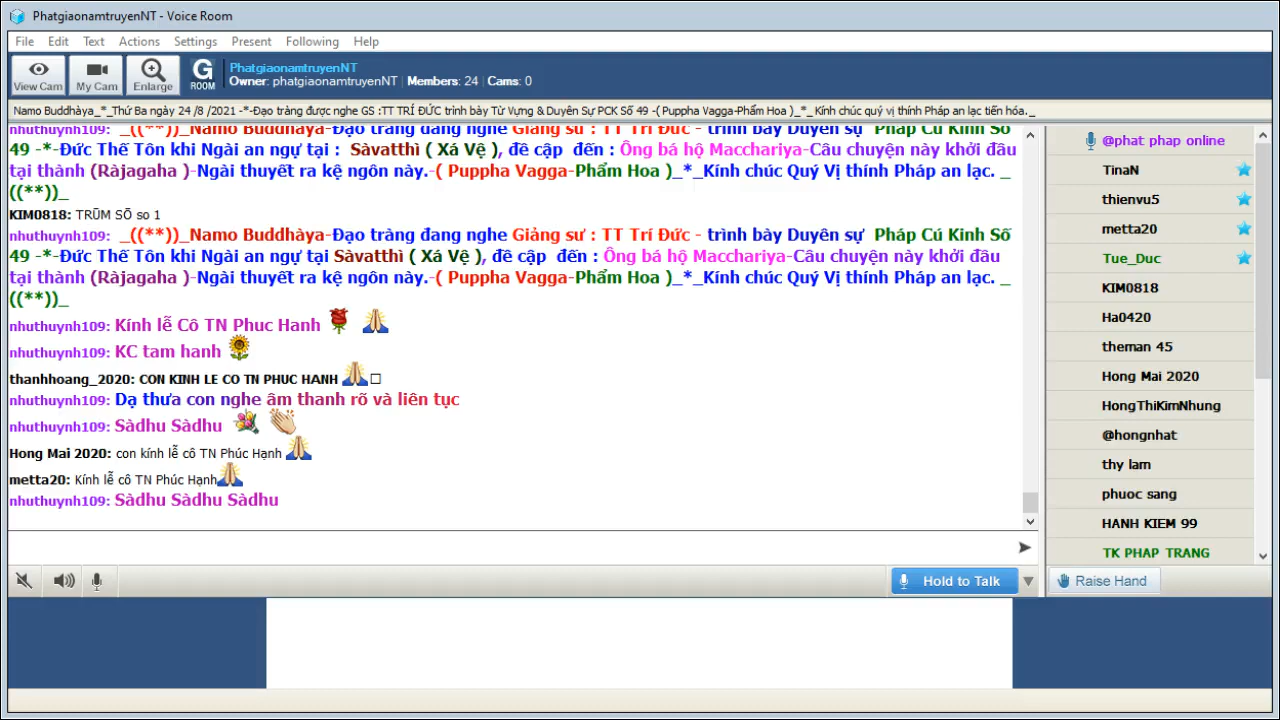 PhatgiaonamtruyenNT - Voice Room
File Edit Text Actions Settings Present Following Help
View Cam My Cam Enlarge G ROOM
PhatgiaonamtruyenNT
Owner: phatgiaonamtruyenNT Members: 24 Cams: 0
Namo Buddhàya_*_Thứ Ba ngày 24 /8 /2021 -*-Đạo tràng được nghe GS :TT TRÍ ĐỨC trình bày Từ Vựng & Duyên Sự PCK Số 49 -( Puppha Vagga-Phẩm Hoa )_*_Kính chúc quý vị thính Pháp an lạc tiến hóa._
nhuthuynh109: _((**))_Namo Buddhàya-Đạo tràng đang nghe Giảng sư : TT Trí Đức - trình bày Duyên sự Pháp Cú Kinh Số
49 -*-Đức Thế Tôn khi Ngài an ngự tại : Sàvatthì ( Xá Vệ ), đề cập đến : Ông bá hộ Macchariya-Câu chuyện này khởi đầu
tại thành (Ràjagaha )-Ngài thuyết ra kệ ngôn này.-( Puppha Vagga-Phẩm Hoa )_*_Kính chúc Quý Vị thính Pháp an lạc. _
((**))_
KIM0818: TRŨM SÕ so 1
nhuthuynh109: _((**))_Namo Buddhàya-Đạo tràng đang nghe Giảng sư : TT Trí Đức - trình bày Duyên sự Pháp Cú Kinh Số
49 -*-Đức Thế Tôn khi Ngài an ngự tại Sàvatthì ( Xá Vệ ), đề cập đến : Ông bá hộ Macchariya-Câu chuyện này khởi đầu
tại thành (Ràjagaha )-Ngài thuyết ra kệ ngôn này.-( Puppha Vagga-Phẩm Hoa )_*_Kính chúc Quý Vị thính Pháp an lạc. _
((**))_
nhuthuynh109: Kính lễ Cô TN Phuc Hanh 🌹 🙏
nhuthuynh109: KC tam hanh 🌻
thanhhoang_2020: CON KINH LE CO TN PHUC HANH 🙏□
nhuthuynh109: Dạ thưa con nghe âm thanh rõ và liên tục
nhuthuynh109: Sàdhu Sàdhu 💐 👏
Hong Mai 2020: con kính lễ cô TN Phúc Hạnh 🙏
metta20: Kính lễ cô TN Phúc Hạnh🙏
nhuthuynh109: Sàdhu Sàdhu Sàdhu
Hold to Talk
@phat phap online
TinaN
thienvu5
metta20
Tue_Duc
KIM0818
Ha0420
theman 45
Hong Mai 2020
HongThiKimNhung
@hongnhat
thy lam
phuoc sang
HANH KIEM 99
TK PHAP TRANG
Raise Hand